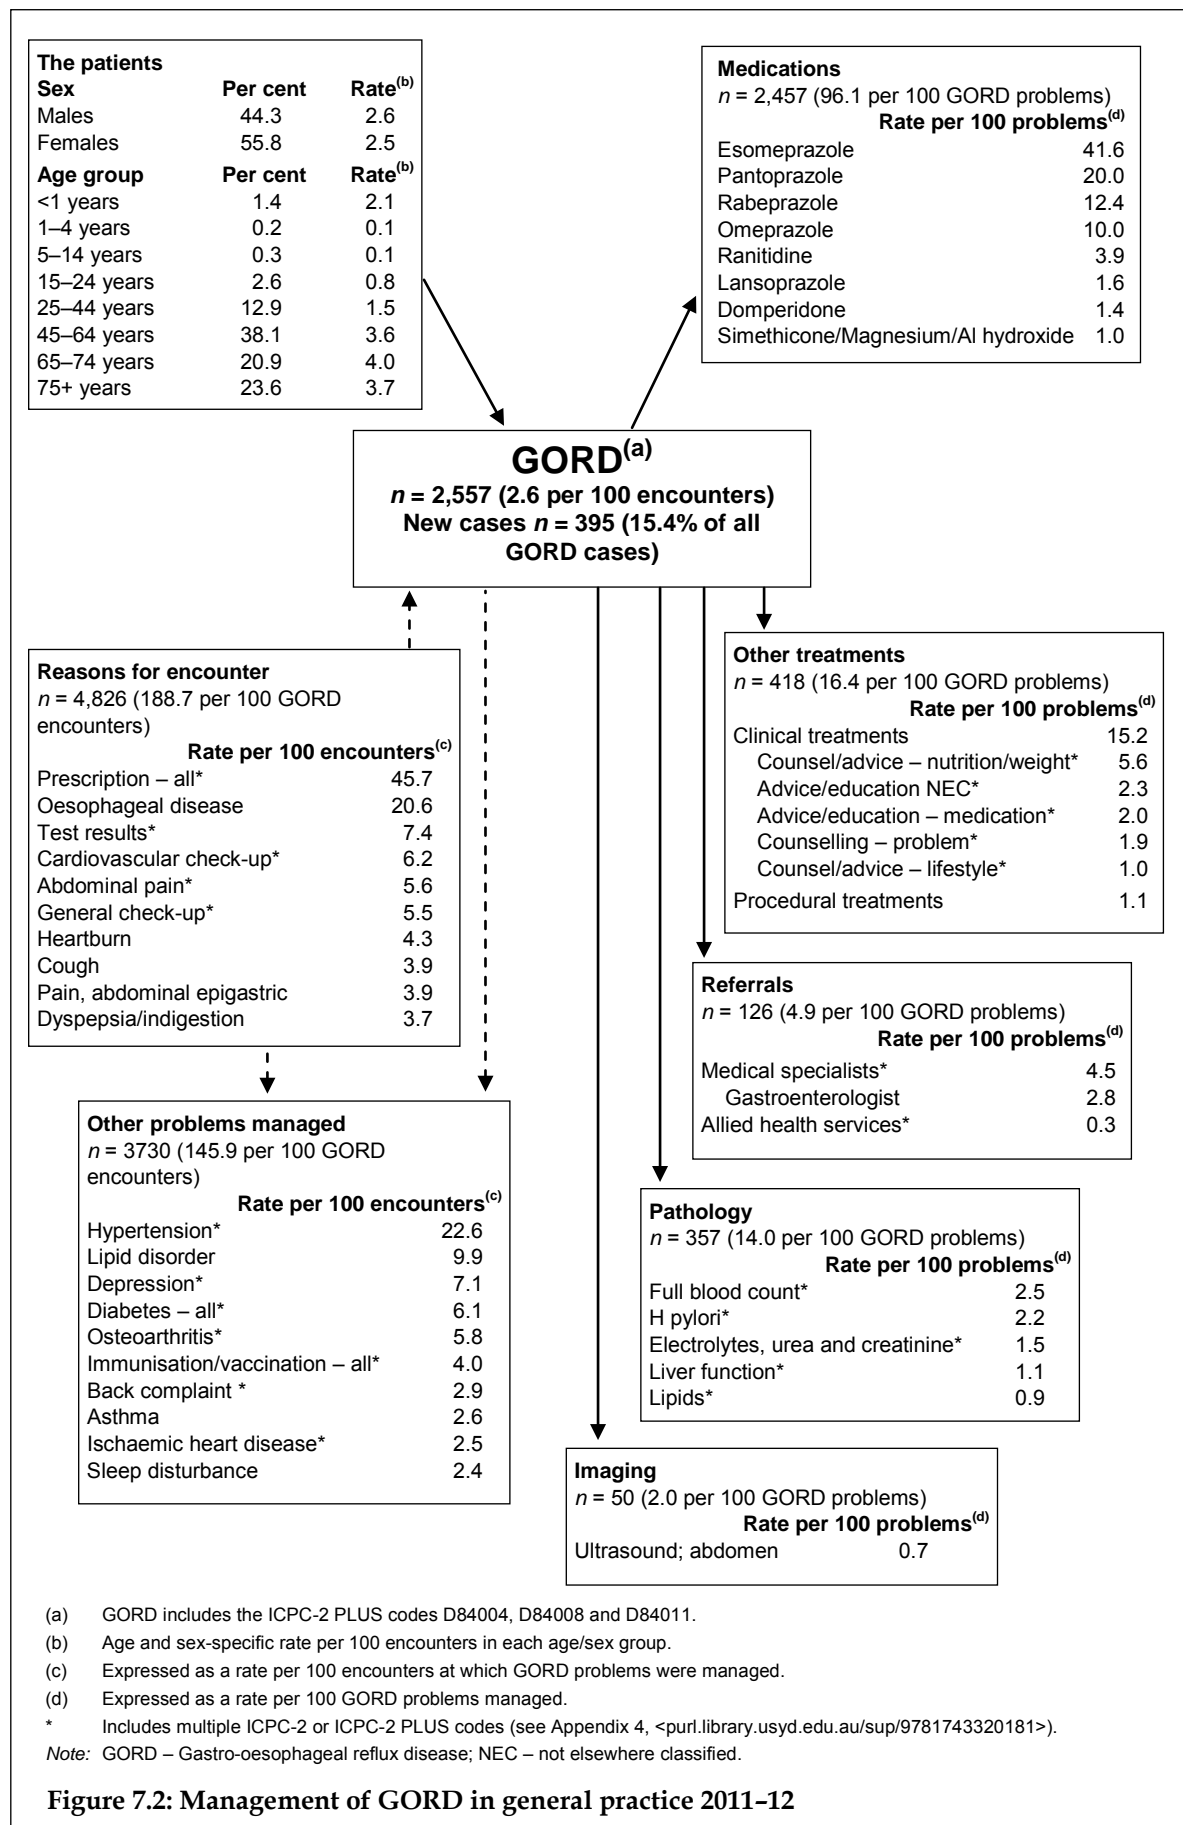 The patients
Sex Per cent Rate(b)
Males 44.3 2.6
Females 55.8 2.5
Age group Per cent Rate(b)
<1 years 1.4 2.1
1–4 years 0.2 0.1
5–14 years 0.3 0.1
15–24 years 2.6 0.8
25–44 years 12.9 1.5
45–64 years 38.1 3.6
65–74 years 20.9 4.0
75+ years 23.6 3.7
Medications
n = 2,457 (96.1 per 100 GORD problems)
Rate per 100 problems(d)
Esomeprazole 41.6
Pantoprazole 20.0
Rabeprazole 12.4
Omeprazole 10.0
Ranitidine 3.9
Lansoprazole 1.6
Domperidone 1.4
Simethicone/Magnesium/Al hydroxide 1.0
GORD(a)
n = 2,557 (2.6 per 100 encounters)
New cases n = 395 (15.4% of all
GORD cases)
Reasons for encounter
n = 4,826 (188.7 per 100 GORD
encounters)
Rate per 100 encounters(c)
Prescription – all* 45.7
Oesophageal disease 20.6
Test results* 7.4
Cardiovascular check-up* 6.2
Abdominal pain* 5.6
General check-up* 5.5
Heartburn 4.3
Cough 3.9
Pain, abdominal epigastric 3.9
Dyspepsia/indigestion 3.7
Other treatments
n = 418 (16.4 per 100 GORD problems)
Rate per 100 problems(d)
Clinical treatments 15.2
Counsel/advice – nutrition/weight* 5.6
Advice/education NEC* 2.3
Advice/education – medication* 2.0
Counselling – problem* 1.9
Counsel/advice – lifestyle* 1.0
Procedural treatments 1.1
Referrals
n = 126 (4.9 per 100 GORD problems)
Rate per 100 problems(d)
Medical specialists* 4.5
Gastroenterologist 2.8
Allied health services* 0.3
Other problems managed
n = 3730 (145.9 per 100 GORD
encounters)
Rate per 100 encounters(c)
Hypertension* 22.6
Lipid disorder 9.9
Depression* 7.1
Diabetes – all* 6.1
Osteoarthritis* 5.8
Immunisation/vaccination – all* 4.0
Back complaint * 2.9
Asthma 2.6
Ischaemic heart disease* 2.5
Sleep disturbance 2.4
Pathology
n = 357 (14.0 per 100 GORD problems)
Rate per 100 problems(d)
Full blood count* 2.5
H pylori* 2.2
Electrolytes, urea and creatinine* 1.5
Liver function* 1.1
Lipids* 0.9
Imaging
n = 50 (2.0 per 100 GORD problems)
Rate per 100 problems(d)
Ultrasound; abdomen 0.7
(a) GORD includes the ICPC-2 PLUS codes D84004, D84008 and D84011.
(b) Age and sex-specific rate per 100 encounters in each age/sex group.
(c) Expressed as a rate per 100 encounters at which GORD problems were managed.
(d) Expressed as a rate per 100 GORD problems managed.
* Includes multiple ICPC-2 or ICPC-2 PLUS codes (see Appendix 4, <purl.library.usyd.edu.au/sup/9781743320181>).
Note: GORD – Gastro-oesophageal reflux disease; NEC – not elsewhere classified.
Figure 7.2: Management of GORD in general practice 2011–12